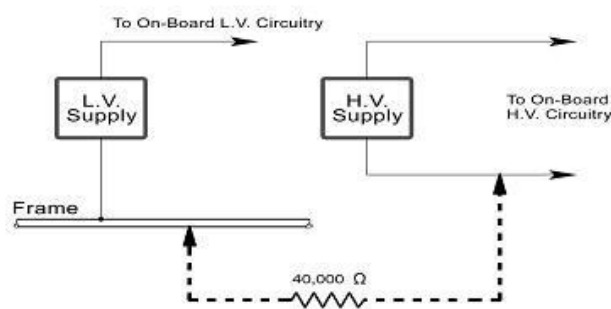 To On-Board L.V. Circuitry
L.V.
Supply
H.V.
Supply
To On-Board
H.V. Circuitry
Frame
40,000 Ω